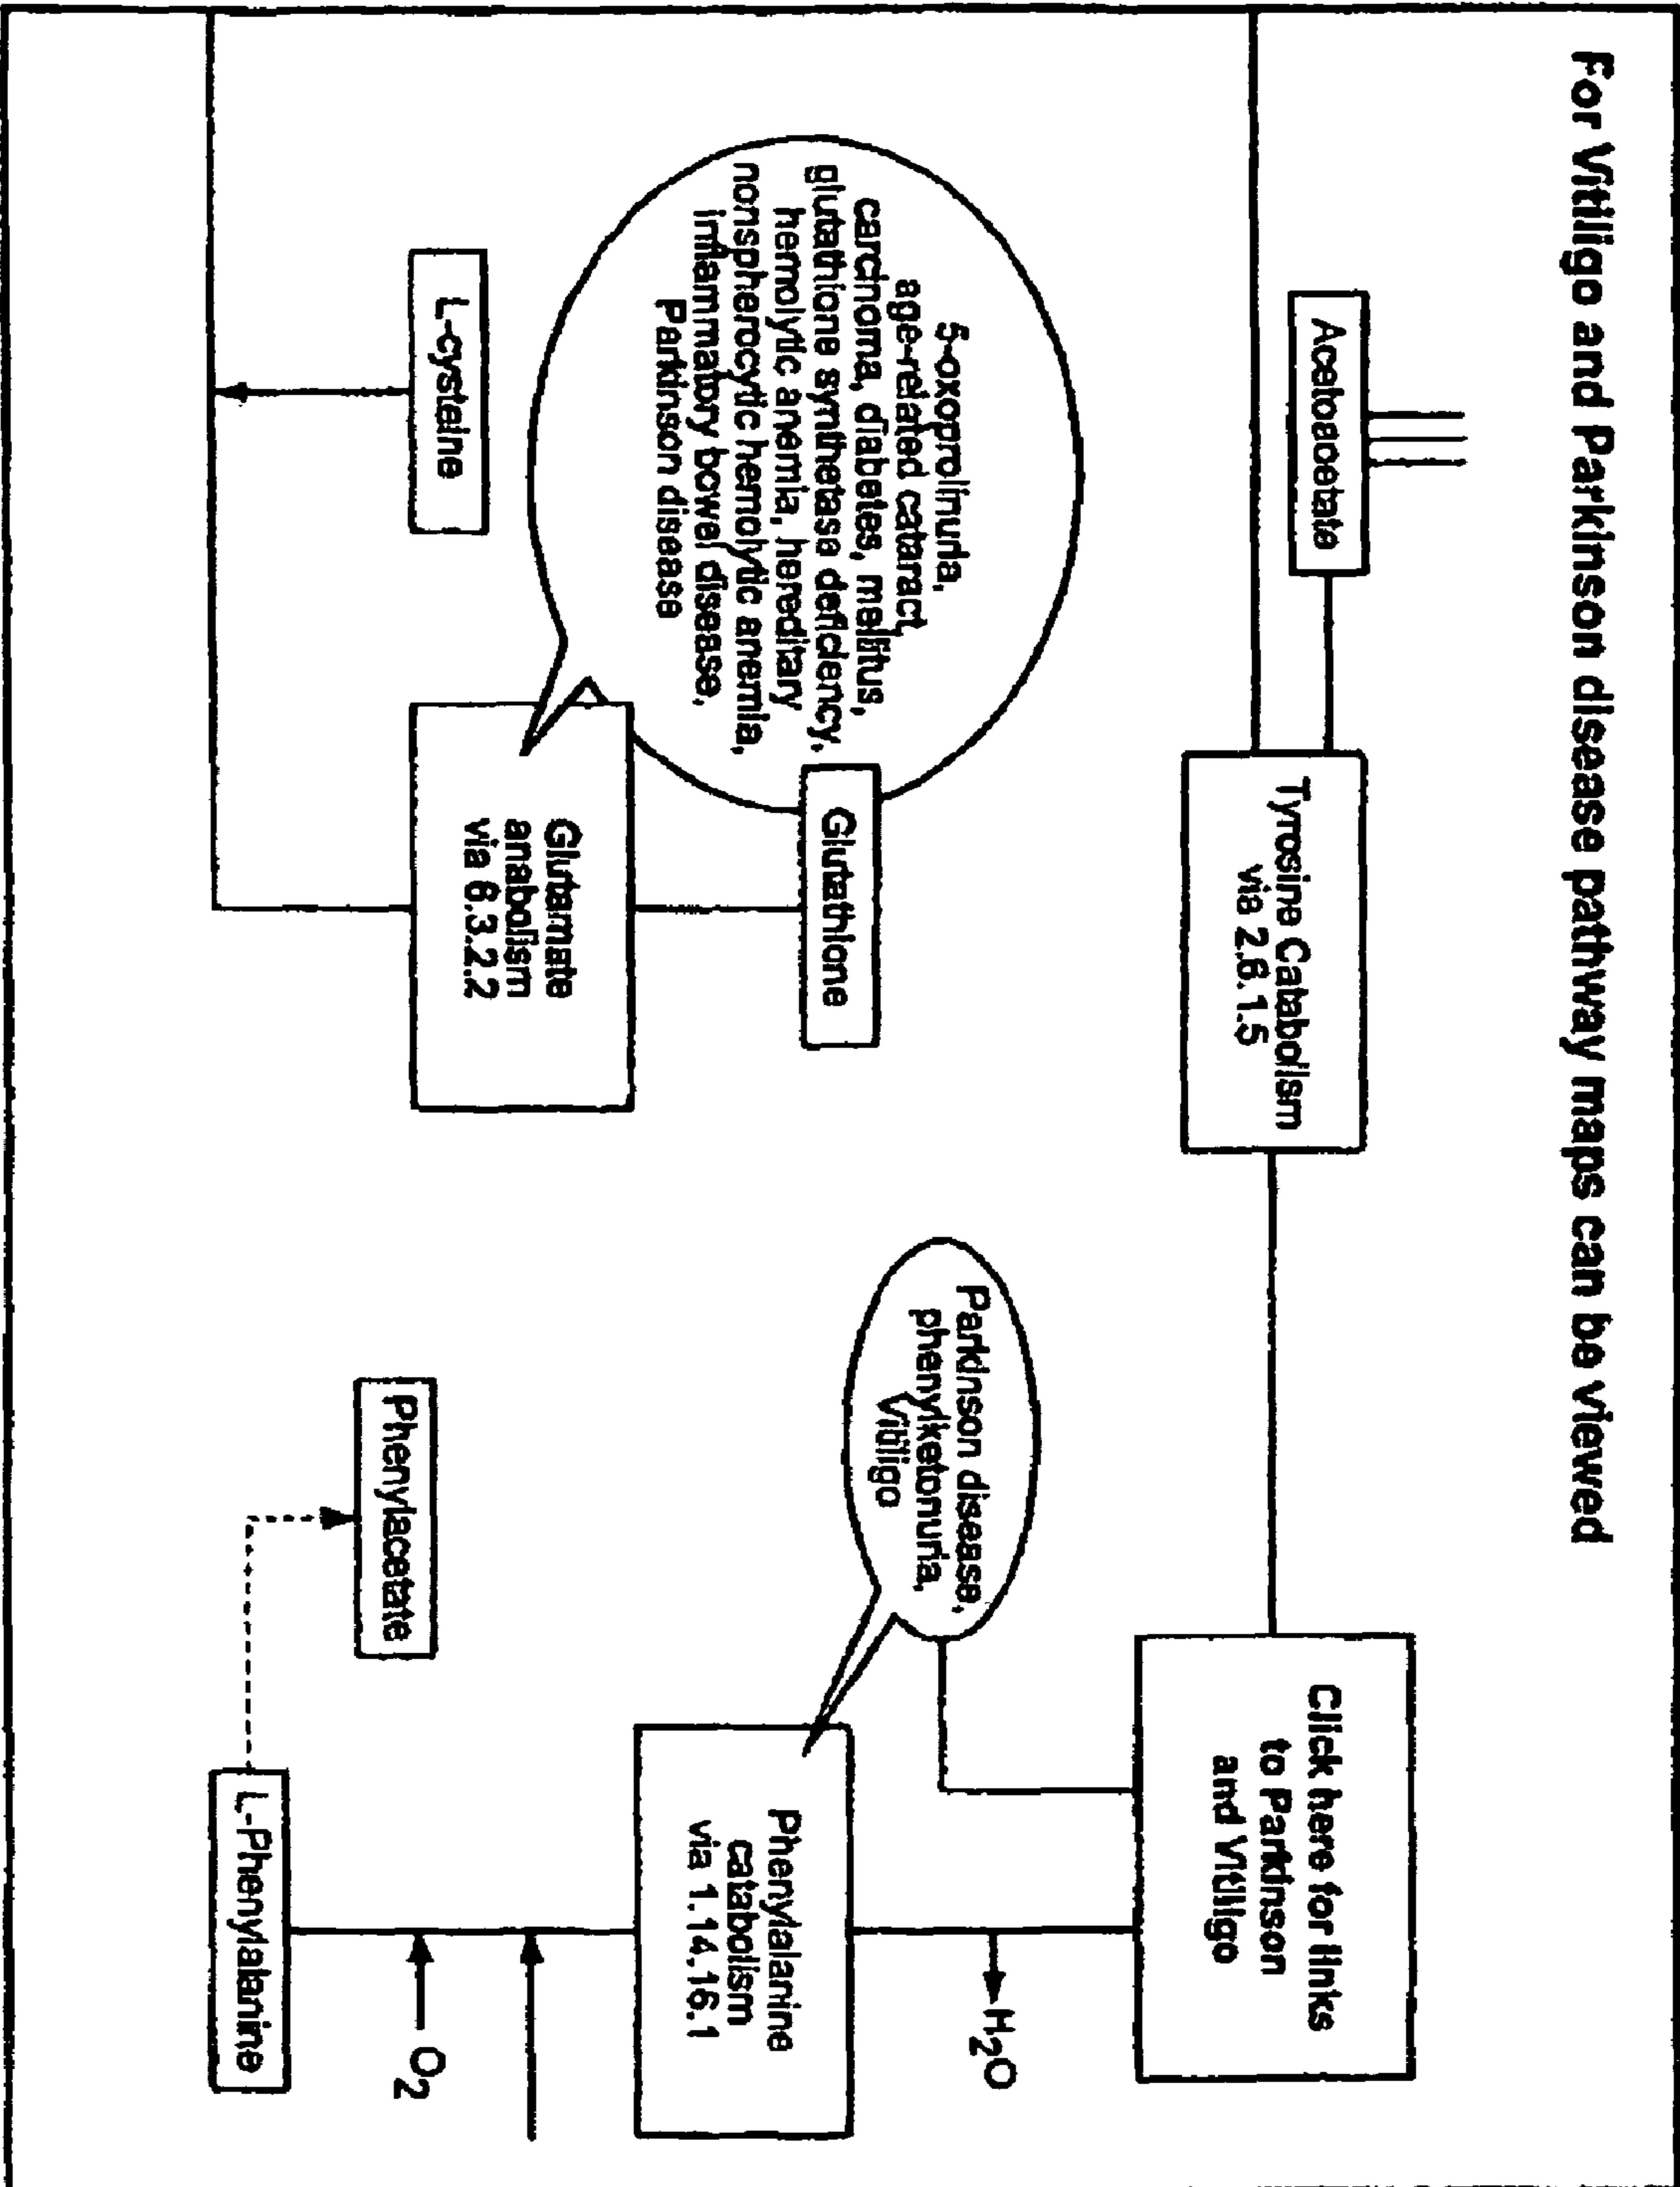 For Vitiligo and Parkinson disease pathway maps can be viewed
Acetoacetate
Tyrosine Catabolism
via 2.6.1.5
Click here for links
to Parkinson
and Vitiligo
5-oxoprolinuria,
age-related cataract,
carcinoma, diabetes, mellitus,
glutathione synthetase deficiency,
hemolytic anemia, hereditary
nonspherocytic hemolytic anemia,
inflammatory bowel disease,
Parkinson disease
Glutathione
Parkinson disease,
phenylketonuria,
Vitiligo
H₂O
Phenylalanine
catabolism
via 1.14.16.1
L-cysteine
Glutamate
anabolism
via 6.3.2.2
Phenylacetate
O₂
L-Phenylalanine